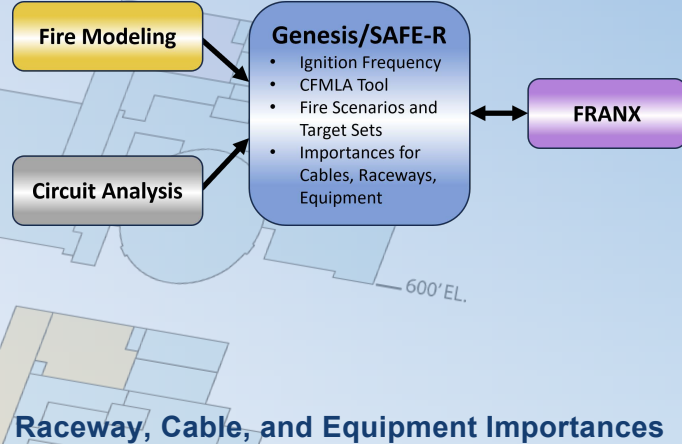 Fire Modeling
Genesis/SAFE-R
• Ignition Frequency
• CFMLA Tool
• Fire Scenarios and
Target Sets
• Importances for
Cables, Raceways,
Equipment
FRANX
Circuit Analysis
600' EL.
Raceway, Cable, and Equipment Importances